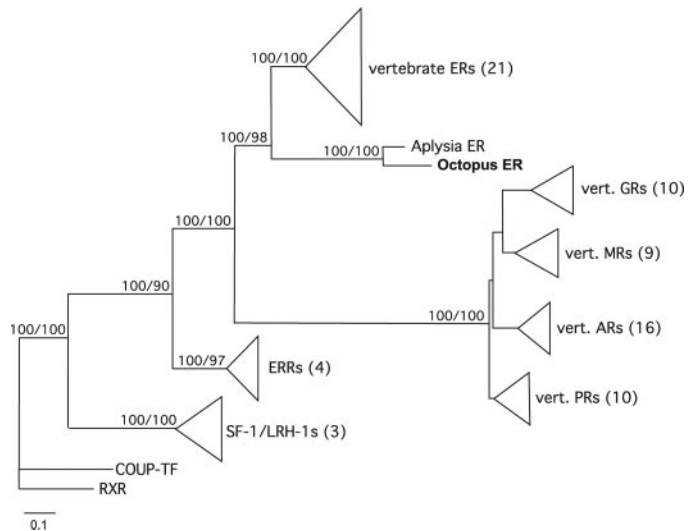 100/100
vertebrate ERs (21)
100/98
100/100
Aplysia ER
Octopus ER
vert. GRs (10)
100/100
vert. MRs (9)
100/90
100/100
vert. ARs (16)
100/100
100/97
ERRs (4)
vert. PRs (10)
100/100
SF-1/LRH-1s (3)
COUP-TF
RXR
0.1